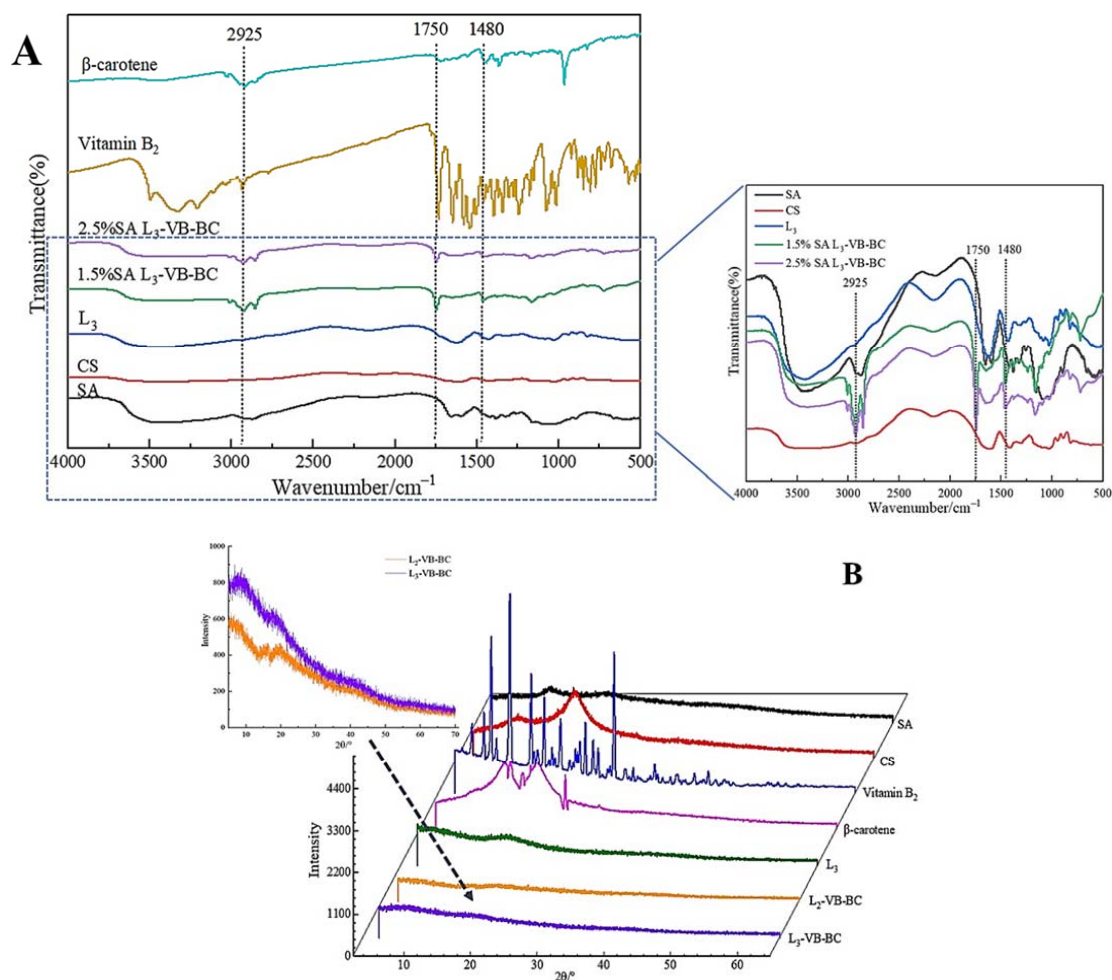 A
2925
1750
1480
β-carotene
Vitamin B2
2.5%SA L3-VB-BC
1.5%SA L3-VB-BC
L3
CS
SA
Transmittance(%)
4000 3500 3000 2500 2000 1500 1000 500
Wavenumber/cm−1
SA
CS
L3
1.5% SA L3-VB-BC
2.5% SA L3-VB-BC
2925
1750
1480
Transmittance(%)
4000 3500 3000 2500 2000 1500 1000 500
Wavenumber/cm−1
B
1000
800
600
400
200
0
Intensity
L2-VB-BC
L3-VB-BC
10 20 30 40 50 60 70
2θ/°
SA
CS
Vitamin B2
β-carotene
L3
L2-VB-BC
L3-VB-BC
4400
3300
2200
1100
0
Intensity
10 20 30 40 50 60
2θ/°